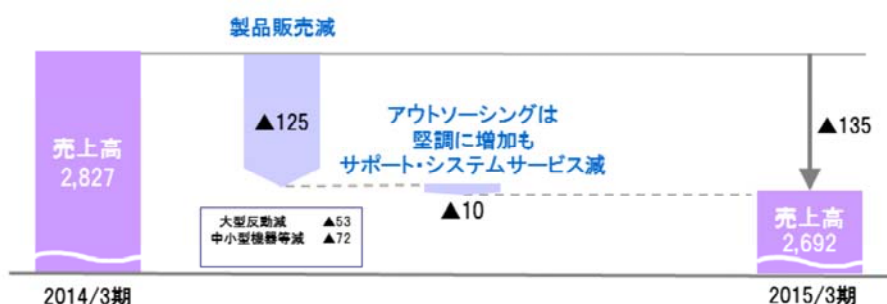 製品販売減
売上高
2,827
▲125
アウトソーシングは
堅調に増加も
サポート・システムサービス減
▲10
▲135
大型反動減 ▲53
中小型機器等減 ▲72
売上高
2,692
2014/3期
2015/3期